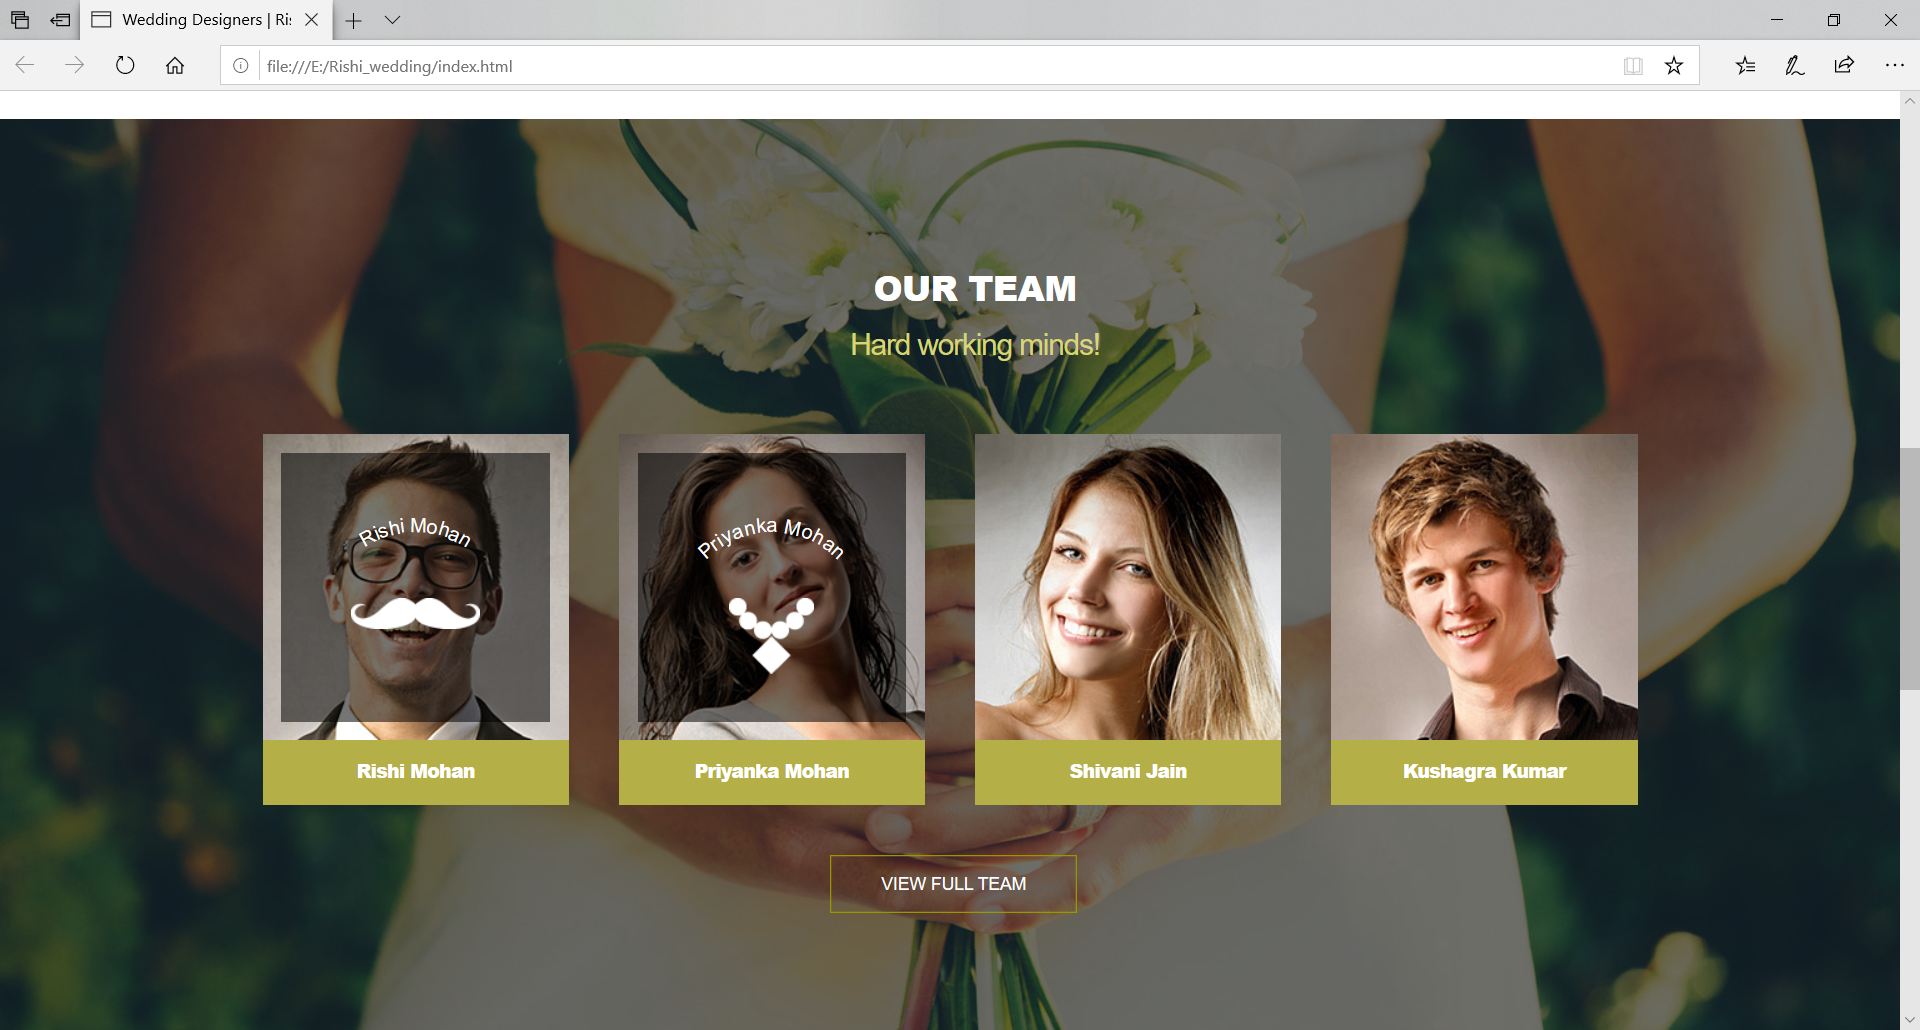 Wedding Designers | Ri
file:///E:/Rishi_wedding/index.html
OUR TEAM
Hard working minds!
Rishi Mohan
Priyanka Mohan
Rishi Mohan
Priyanka Mohan
Shivani Jain
Kushagra Kumar
VIEW FULL TEAM